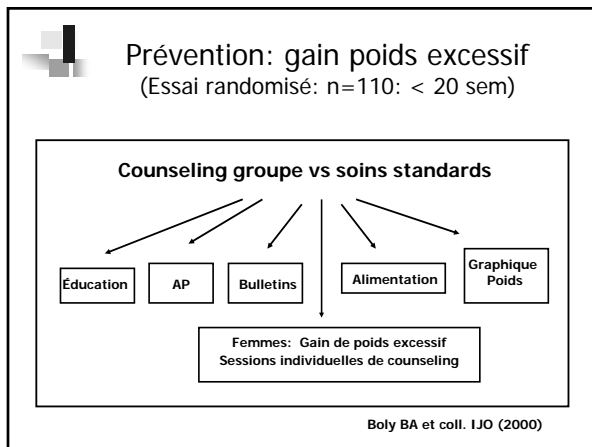 Prévention: gain poids excessif
(Essai randomisé: n=110: < 20 sem)
Counseling groupe vs soins standards
Éducation
AP
Bulletins
Alimentation
Graphique
Poids
Femmes: Gain de poids excessif
Sessions individuelles de counseling
Boly BA et coll. IJO (2000)